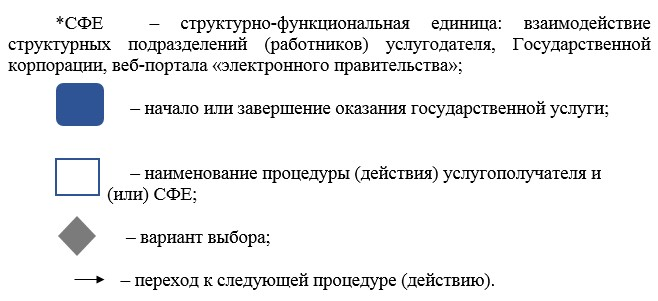 *СФЕ – структурно-функциональная единица: взаимодействие
структурных подразделений (работников) услугодателя, Государственной
корпорации, веб-портала «электронного правительства»;
– начало или завершение оказания государственной услуги;
– наименование процедуры (действия) услугополучателя и
(или) СФЕ;
– вариант выбора;
– переход к следующей процедуре (действию).